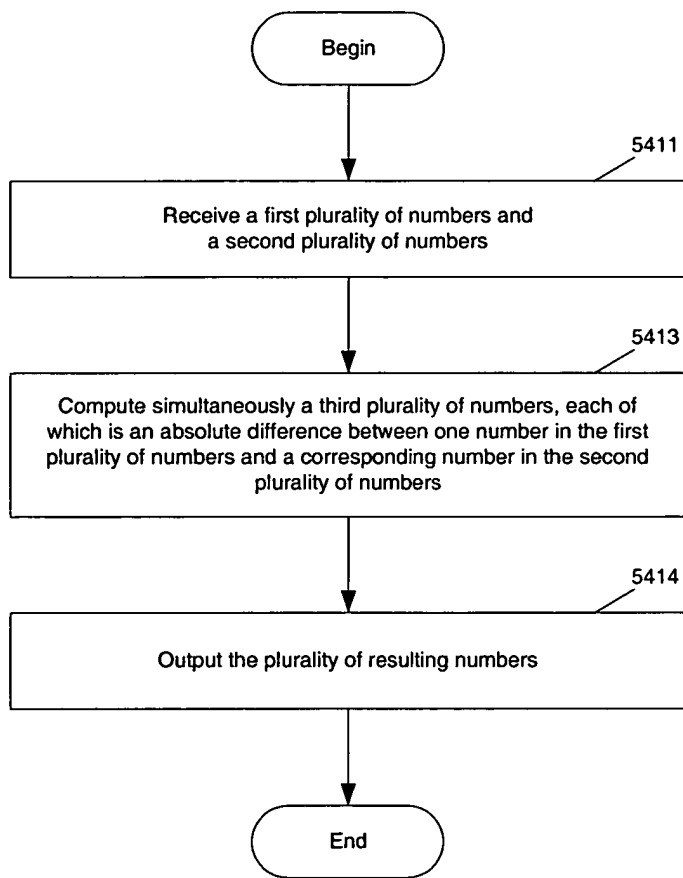 Begin
5411
Receive a first plurality of numbers and
a second plurality of numbers
5413
Compute simultaneously a third plurality of numbers, each of
which is an absolute difference between one number in the first
plurality of numbers and a corresponding number in the second
plurality of numbers
5414
Output the plurality of resulting numbers
End